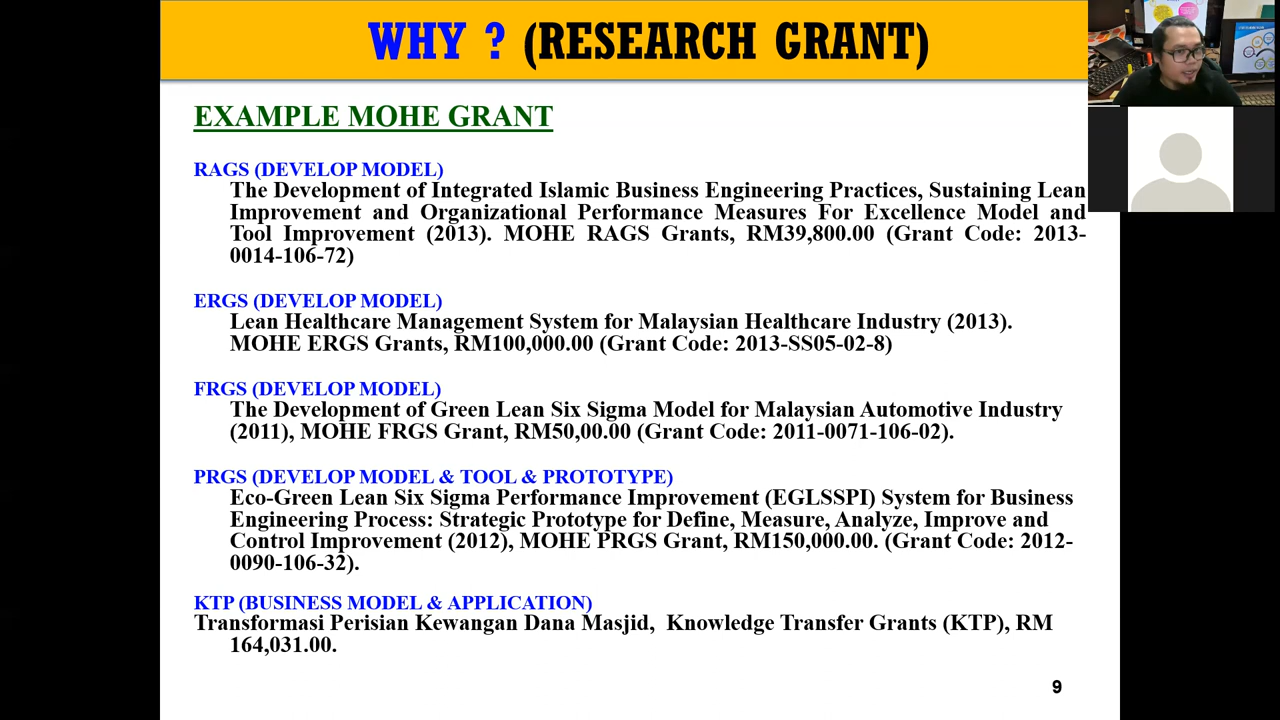 WHY ? (RESEARCH GRANT)
EXAMPLE MOHE GRANT
RAGS (DEVELOP MODEL)
The Development of Integrated Islamic Business Engineering Practices, Sustaining Lean
Improvement and Organizational Performance Measures For Excellence Model and
Tool Improvement (2013). MOHE RAGS Grants, RM39,800.00 (Grant Code: 2013-
0014-106-72)
ERGS (DEVELOP MODEL)
Lean Healthcare Management System for Malaysian Healthcare Industry (2013).
MOHE ERGS Grants, RM100,000.00 (Grant Code: 2013-SS05-02-8)
FRGS (DEVELOP MODEL)
The Development of Green Lean Six Sigma Model for Malaysian Automotive Industry
(2011), MOHE FRGS Grant, RM50,00.00 (Grant Code: 2011-0071-106-02).
PRGS (DEVELOP MODEL & TOOL & PROTOTYPE)
Eco-Green Lean Six Sigma Performance Improvement (EGLSSPI) System for Business
Engineering Process: Strategic Prototype for Define, Measure, Analyze, Improve and
Control Improvement (2012), MOHE PRGS Grant, RM150,000.00. (Grant Code: 2012-
0090-106-32).
KTP (BUSINESS MODEL & APPLICATION)
Transformasi Perisian Kewangan Dana Masjid, Knowledge Transfer Grants (KTP), RM
164,031.00.
9